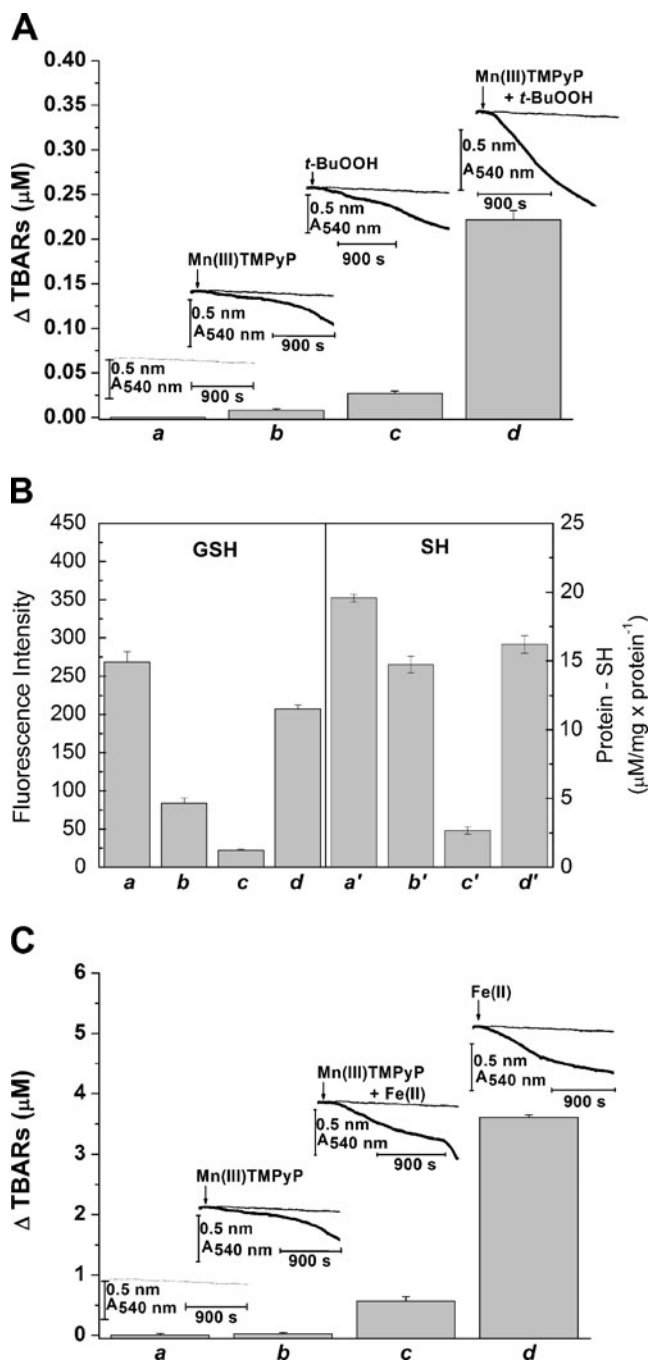 A
Δ TBARs (μM)
0.40
0.35
0.30
0.25
0.20
0.15
0.10
0.05
0.00
0.5 nm
A540 nm
900 s
Mn(III)TMPyP
0.5 nm
A540 nm
900 s
t-BuOOH
0.5 nm
A540 nm
900 s
Mn(III)TMPyP
+ t-BuOOH
0.5 nm
A540 nm
900 s
a b c d
B
Fluorescence Intensity
450
400
350
300
250
200
150
100
50
0
GSH
SH
25
20
15
10
5
0
Protein - SH
(μM/mg x protein-1)
a b c d a' b' c' d'
C
Δ TBARs (μM)
6
5
4
3
2
1
0
0.5 nm
A540 nm
900 s
Mn(III)TMPyP
0.5 nm
A540 nm
900 s
Mn(III)TMPyP
+ Fe(II)
0.5 nm
A540 nm
900 s
Fe(II)
0.5 nm
A540 nm
900 s
a b c d